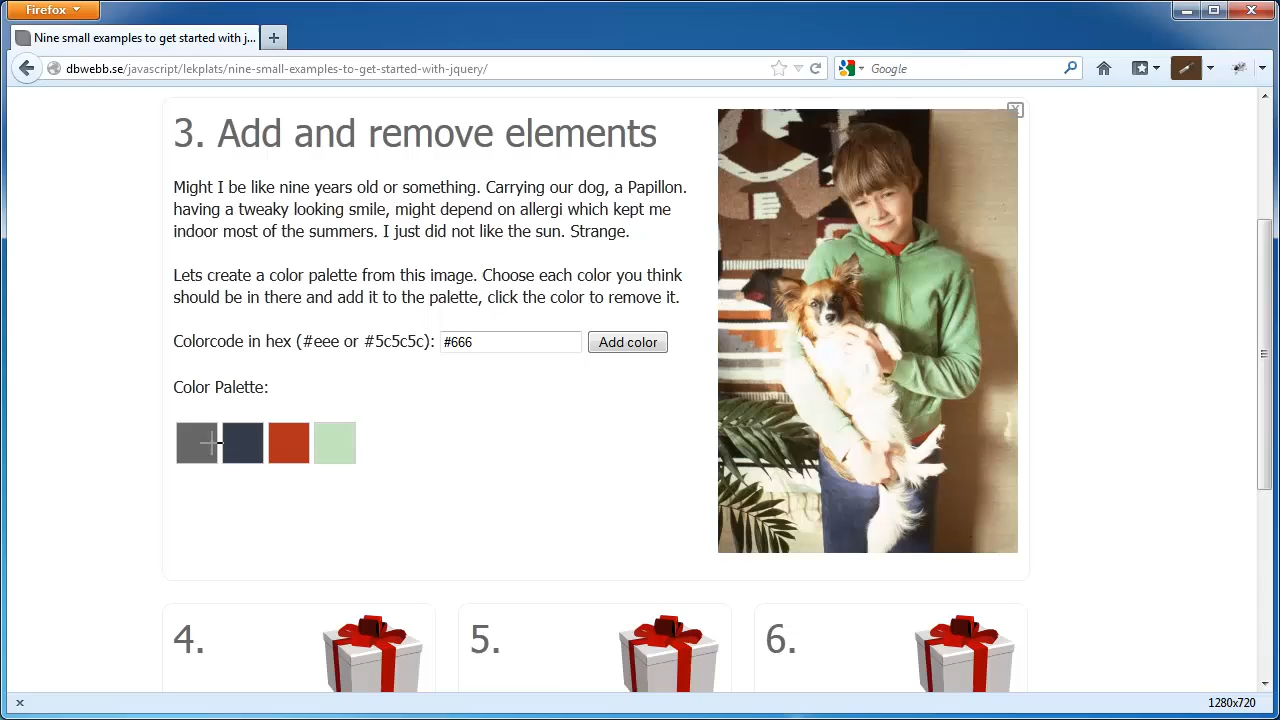 Firefox
Nine small examples to get started with j...
dbwebb.se/javascript/lekplats/nine-small-examples-to-get-started-with-jquery/
Google
3. Add and remove elements
Might I be like nine years old or something. Carrying our dog, a Papillon.
having a tweaky looking smile, might depend on allergi which kept me
indoor most of the summers. I just did not like the sun. Strange.
Lets create a color palette from this image. Choose each color you think
should be in there and add it to the palette, click the color to remove it.
Colorcode in hex (#eee or #5c5c5c): #666 Add color
Color Palette:
4. 5. 6.
1280x720